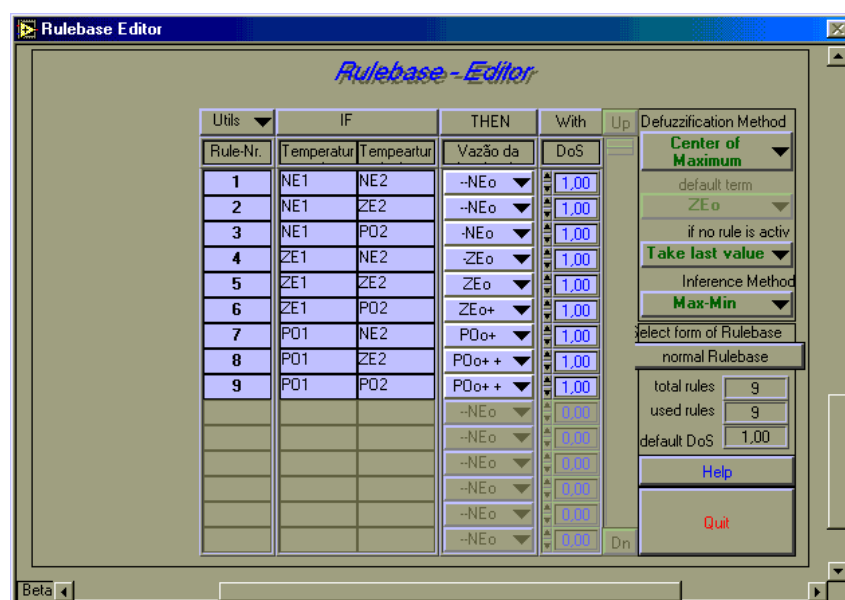 Rulebase Editor
Rulebase - Editor
Utils IF THEN With Up Defuzzification Method
Rule-Nr. Temperatur Tempeartur Vazão da DoS Center of Maximum
1 NE1 NE2 --NEo 1,00 default term
2 NE1 ZE2 --NEo 1,00 ZEo
3 NE1 PO2 -NEo 1,00 if no rule is activ
4 ZE1 NE2 -ZEo 1,00 Take last value
5 ZE1 ZE2 ZEo 1,00 Inference Method
6 ZE1 PO2 ZEo+ 1,00 Max-Min
7 PO1 NE2 POo+ 1,00 elect form of Rulebase
8 PO1 ZE2 POo++ 1,00 normal Rulebase
9 PO1 PO2 POo++ 1,00 total rules 9
--NEo 0,00 used rules 9
--NEo 0,00 default DoS 1,00
--NEo 0,00 Help
--NEo 0,00
--NEo 0,00 Quit
--NEo 0,00 Dn
Beta